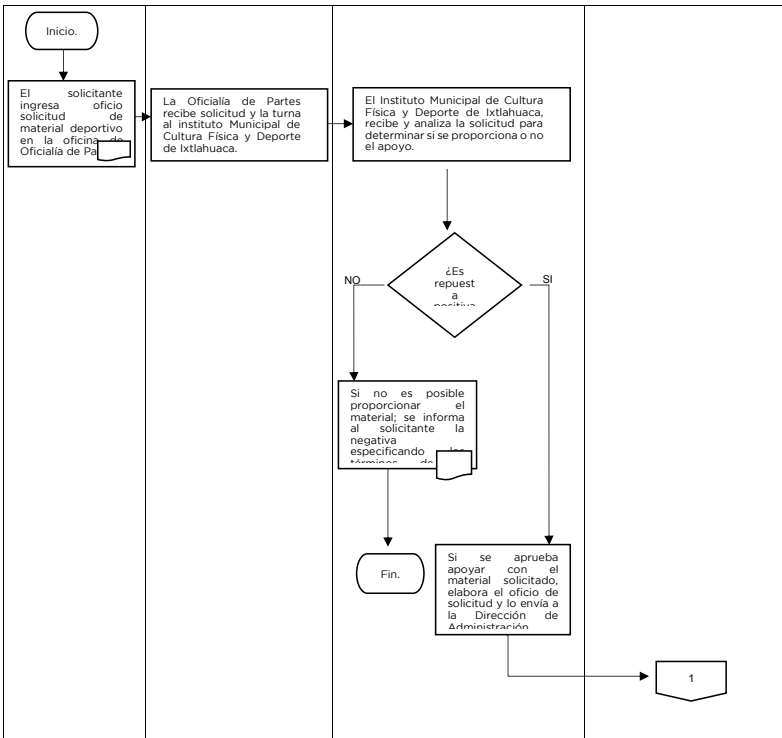 Inicio.
El solicitante
ingresa oficio
solicitud de
material deportivo
en la oficina de
Oficialía de Pa
La Oficialía de Partes
recibe solicitud y la turna
al instituto Municipal de
Cultura Física y Deporte
de Ixtlahuaca.
El Instituto Municipal de Cultura
Física y Deporte de Ixtlahuaca,
recibe y analiza la solicitud para
determinar si se proporciona o no
el apoyo.
¿Es
repuest
a
positiva
NO
SI
Si no es posible
proporcionar el
material; se informa
al solicitante la
negativa
especificando los
términos de
Fin.
Si se aprueba
apoyar con el
material solicitado,
elabora el oficio de
solicitud y lo envía a
la Dirección de
Administración
1